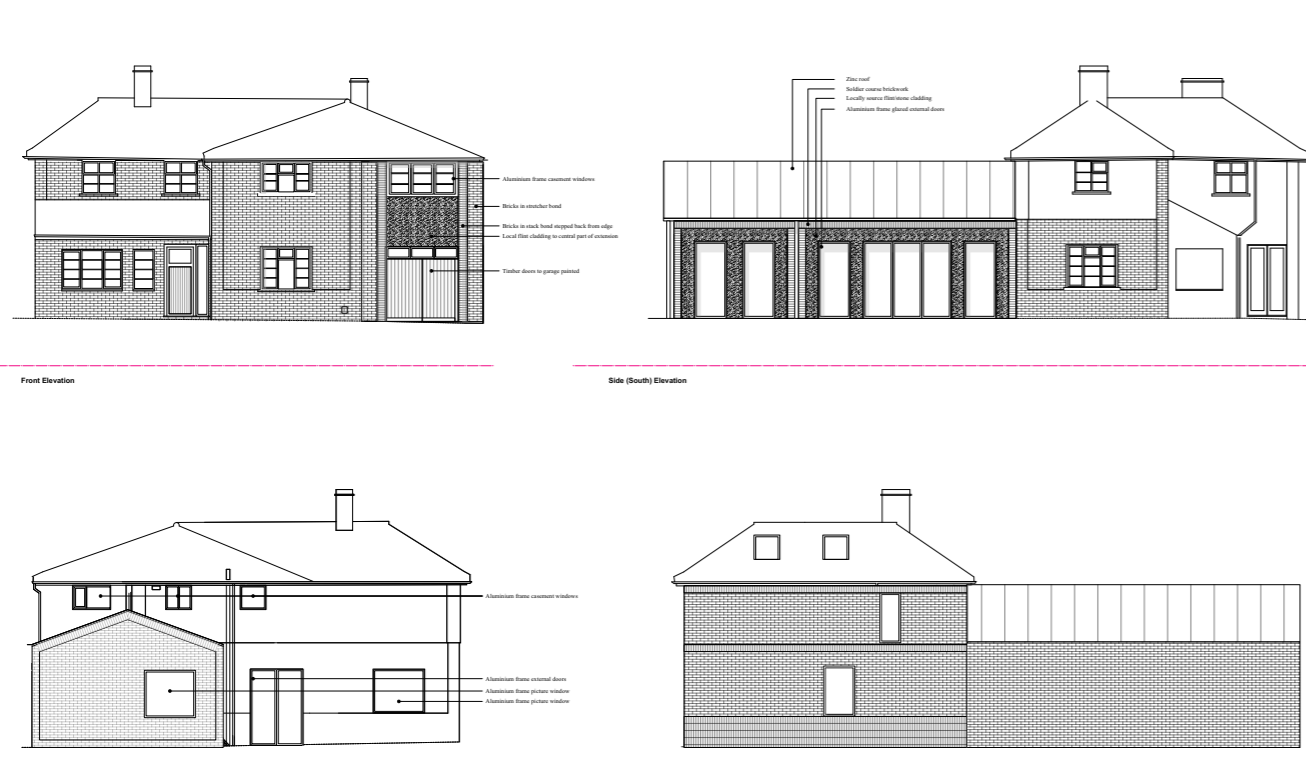 Zinc roof
Soldier course brickwork
Locally source flint/stone cladding
Aluminium frame glazed external doors
Aluminium frame casement windows
Bricks in stretcher bond
Bricks in stack bond stepped back from edge
Local flint cladding to central part of extension
Timber doors to garage painted
Front Elevation
Side (South) Elevation
Aluminium frame casement windows
Aluminium frame external doors
Aluminium frame picture window
Aluminium frame picture window